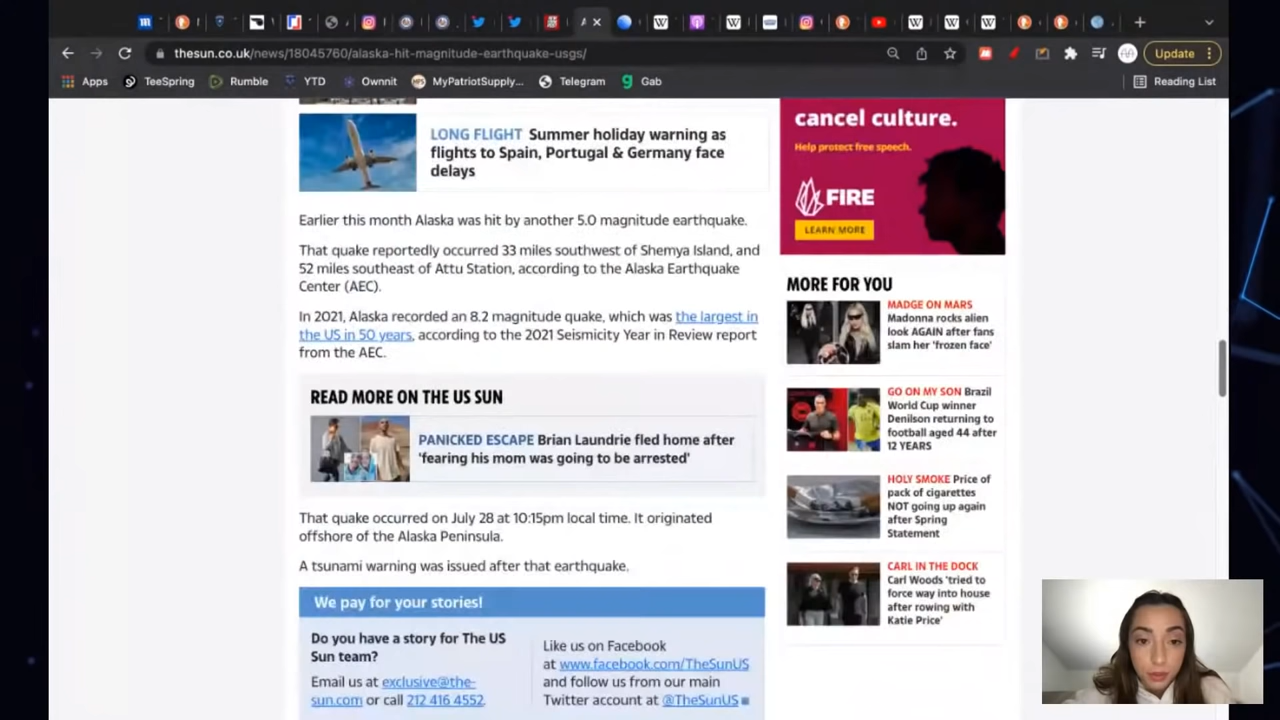 thesun.co.uk/news/18045760/alaska-hit-magnitude-earthquake-usgs/
Update
Apps
TeeSpring
Rumble
YTD
Ownnit
MyPatriotSupply...
Telegram
Gab
Reading List
LONG FLIGHT Summer holiday warning as
flights to Spain, Portugal & Germany face
delays
Earlier this month Alaska was hit by another 5.0 magnitude earthquake.
That quake reportedly occurred 33 miles southwest of Shemya Island, and
52 miles southeast of Attu Station, according to the Alaska Earthquake
Center (AEC).
In 2021, Alaska recorded an 8.2 magnitude quake, which was the largest in
the US in 50 years, according to the 2021 Seismicity Year in Review report
from the AEC.
READ MORE ON THE US SUN
PANICKED ESCAPE Brian Laundrie fled home after
'fearing his mom was going to be arrested'
That quake occurred on July 28 at 10:15pm local time. It originated
offshore of the Alaska Peninsula.
A tsunami warning was issued after that earthquake.
We pay for your stories!
Do you have a story for The US
Sun team?
Email us at exclusive@the-
sun.com or call 212 416 4552.
Like us on Facebook
at www.facebook.com/TheSunUS
and follow us from our main
Twitter account at @TheSunUS
cancel culture.
Help protect free speech.
FIRE
LEARN MORE
MORE FOR YOU
MADGE ON MARS
Madonna rocks alien
look AGAIN after fans
slam her 'frozen face'
GO ON MY SON Brazil
World Cup winner
Denilson returning to
football aged 44 after
12 YEARS
HOLY SMOKE Price of
pack of cigarettes
NOT going up again
after Spring
Statement
CARL IN THE DOCK
Carl Woods 'tried to
force way into house
after rowing with
Katie Price'